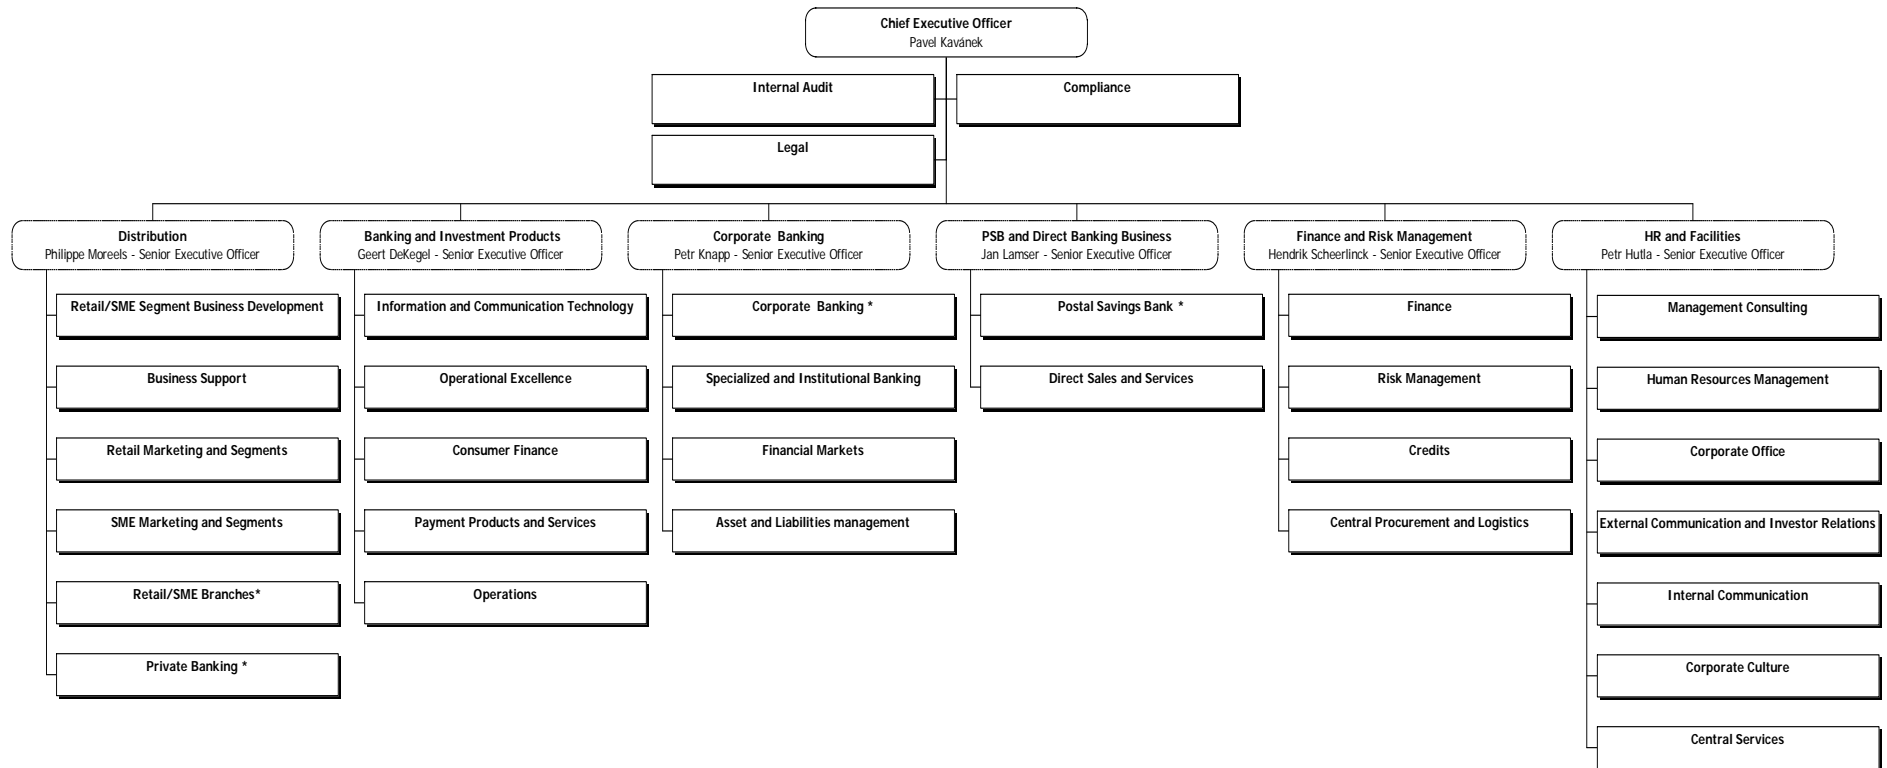 Chief Executive Officer
Pavel Kavánek
Internal Audit
Compliance
Legal
Distribution
Philippe Moreels - Senior Executive Officer
Retail/SME Segment Business Development
Business Support
Retail Marketing and Segments
SME Marketing and Segments
Retail/SME Branches*
Private Banking *
Banking and Investment Products
Geert DeKegel - Senior Executive Officer
Information and Communication Technology
Operational Excellence
Consumer Finance
Payment Products and Services
Operations
Corporate Banking
Petr Knapp - Senior Executive Officer
Corporate Banking *
Specialized and Institutional Banking
Financial Markets
Asset and Liabilities management
PSB and Direct Banking Business
Jan Lamser - Senior Executive Officer
Postal Savings Bank *
Direct Sales and Services
Finance and Risk Management
Hendrik Scheerlinck - Senior Executive Officer
Finance
Risk Management
Credits
Central Procurement and Logistics
HR and Facilities
Petr Hutla - Senior Executive Officer
Management Consulting
Human Resources Management
Corporate Office
External Communication and Investor Relations
Internal Communication
Corporate Culture
Central Services